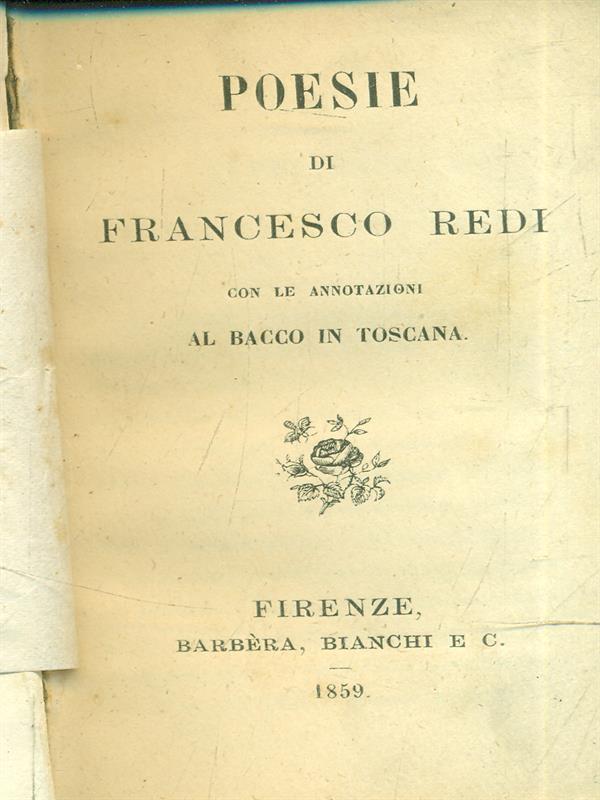 POESIE
DI
FRANCESCO REDI
CON LE ANNOTAZIONI
AL BACCO IN TOSCANA.
FIRENZE,
BARBÈRA, BIANCHI E C.
1859.